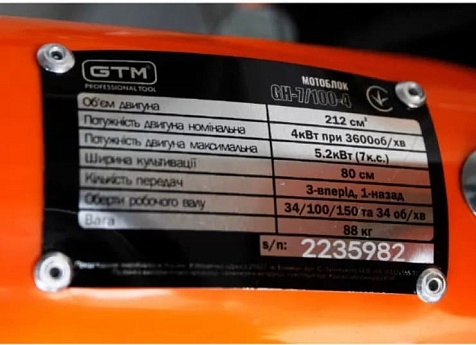 GTM
PROFESSIONAL TOOL
МОТОБЛОК
GH-7/100-4
Об'єм двигуна 212 см³
Потужність двигуна номінальна 4кВт при 3600об/хв
Потужність двигуна максимальна 5.2кВт (7к.с.)
Ширина культивації 80 см
Кількість передач 3-вперід, 1-назад
Оберти робочого валу 34/100/150 та 34 об/хв
Вага 88 кг
s/n: 2235982